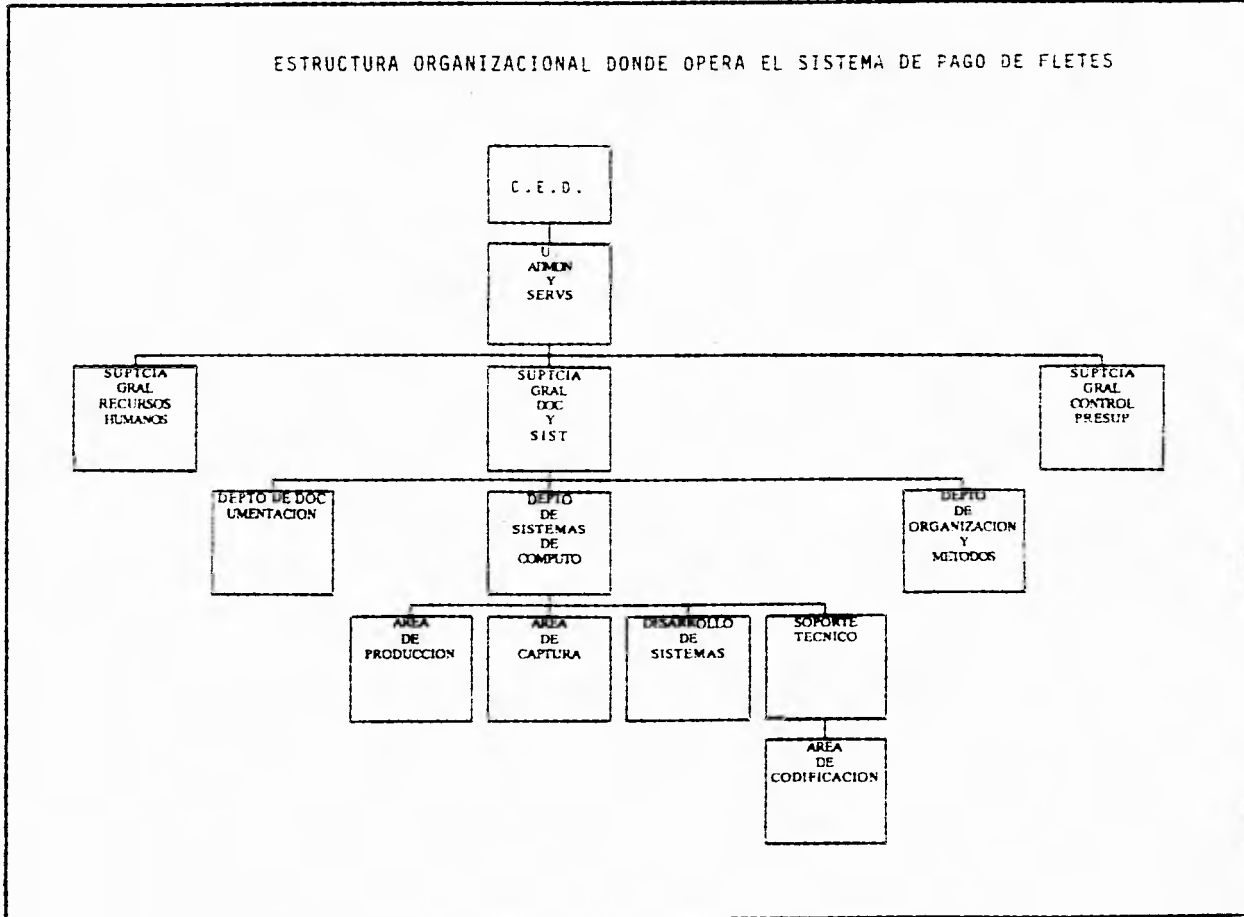 ESTRUCTURA ORGANIZACIONAL DONDE OPERA EL SISTEMA DE PAGO DE FLETES
C.E.D.
U.
ADMON
Y
SERVS
SUPTCIA
GRAL
RECURSOS
HUMANOS
SUPTCIA
GRAL
DOC
Y
SIST
SUPTCIA
GRAL
CONTROL
PRESUP
DEPTO DE DOC
UMENTACION
DEPTO
DE
SISTEMAS
DE
COMPUTO
DEPTO
DE
ORGANIZACION
Y
METODOS
AREA
DE
PRODUCCION
AREA
DE
CAPTURA
DESARROLLO
DE
SISTEMAS
SOPORTE
TECNICO
AREA
DE
CODIFICACION